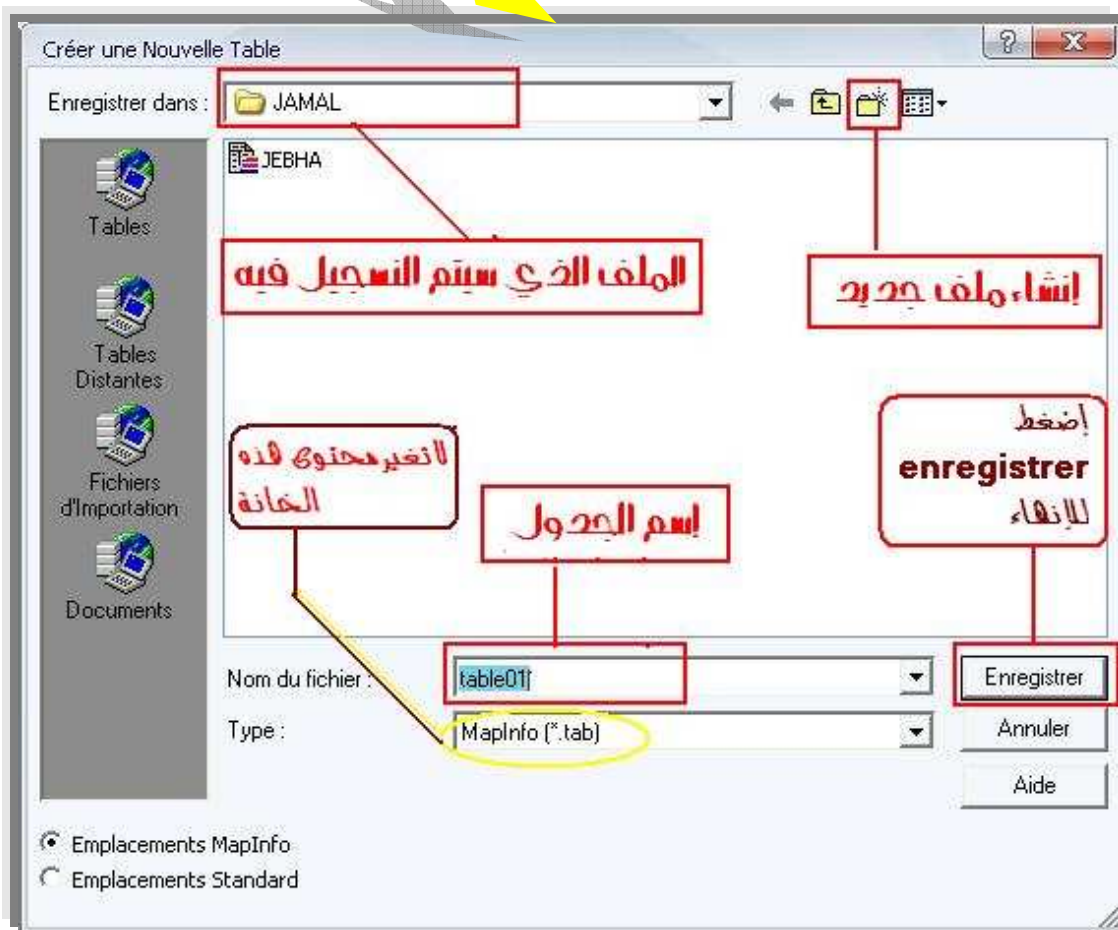 Créer une Nouvelle Table
Enregistrer dans :
JAMAL
JEBHA
Tables
الملف الذي سيتم التسجيل فيه
إنشاء ملف جديد
Tables
Distantes
إضغط
enregistrer
للإنهاء
لاتغير محتوى هذه
الخانة
Fichiers
d'Importation
إسم الجدول
Documents
Nom du fichier :
table01
Enregistrer
Type :
MapInfo (*.tab)
Annuler
Aide
Emplacements MapInfo
Emplacements Standard